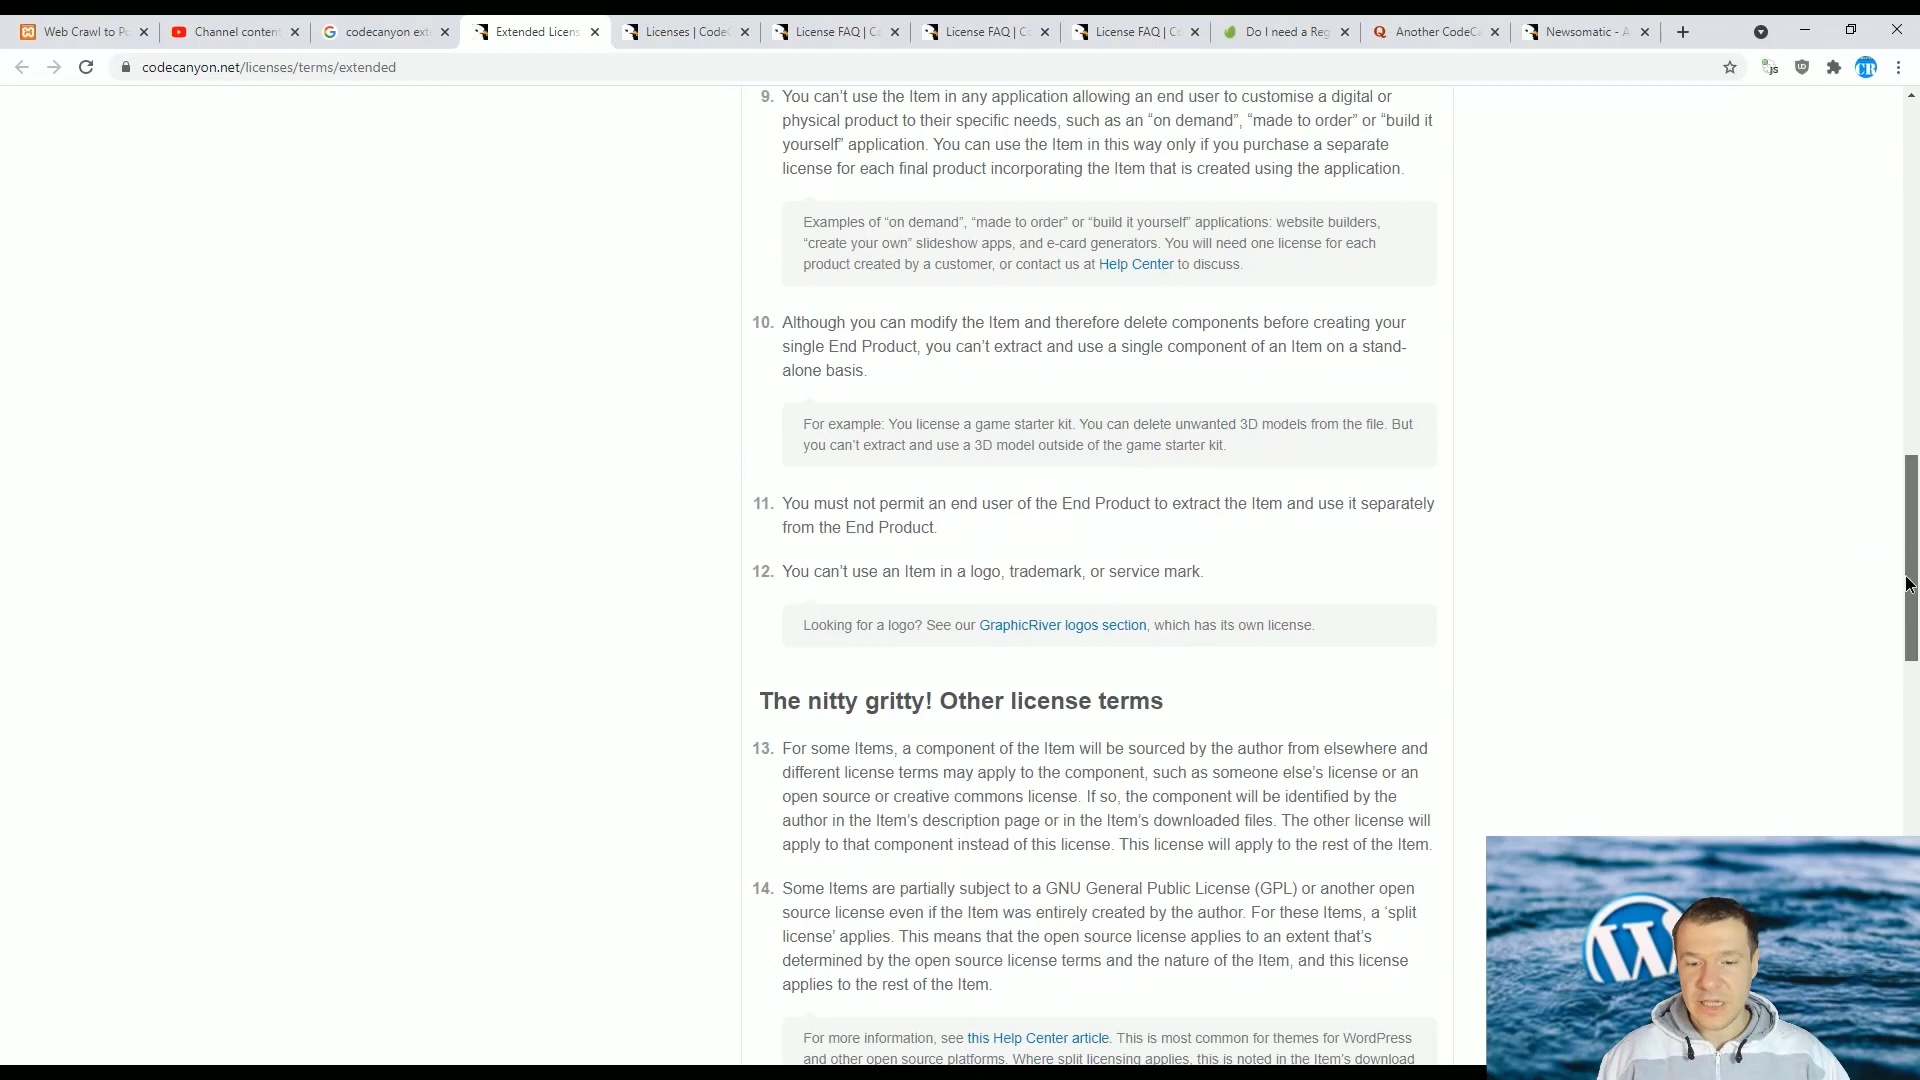 Web Crawl to Po
Channel content
codecanyon ext
Extended Licens
Licenses | CodeC
License FAQ | Co
License FAQ | Co
License FAQ | Co
Do I need a Reg
Another CodeCa
Newsomatic - A
codecanyon.net/licenses/terms/extended
9. You can’t use the Item in any application allowing an end user to customise a digital or
physical product to their specific needs, such as an “on demand”, “made to order” or “build it
yourself” application. You can use the Item in this way only if you purchase a separate
license for each final product incorporating the Item that is created using the application.
Examples of “on demand”, “made to order” or “build it yourself” applications: website builders,
“create your own” slideshow apps, and e-card generators. You will need one license for each
product created by a customer, or contact us at Help Center to discuss.
10. Although you can modify the Item and therefore delete components before creating your
single End Product, you can’t extract and use a single component of an Item on a stand-
alone basis.
For example: You license a game starter kit. You can delete unwanted 3D models from the file. But
you can’t extract and use a 3D model outside of the game starter kit.
11. You must not permit an end user of the End Product to extract the Item and use it separately
from the End Product.
12. You can’t use an Item in a logo, trademark, or service mark.
Looking for a logo? See our GraphicRiver logos section, which has its own license.
The nitty gritty! Other license terms
13. For some Items, a component of the Item will be sourced by the author from elsewhere and
different license terms may apply to the component, such as someone else’s license or an
open source or creative commons license. If so, the component will be identified by the
author in the Item’s description page or in the Item’s downloaded files. The other license will
apply to that component instead of this license. This license will apply to the rest of the Item.
14. Some Items are partially subject to a GNU General Public License (GPL) or another open
source license even if the Item was entirely created by the author. For these Items, a ‘split
license’ applies. This means that the open source license applies to an extent that’s
determined by the open source license terms and the nature of the Item, and this license
applies to the rest of the Item.
For more information, see this Help Center article. This is most common for themes for WordPress
and other open source platforms. Where split licensing applies, this is noted in the Item’s download